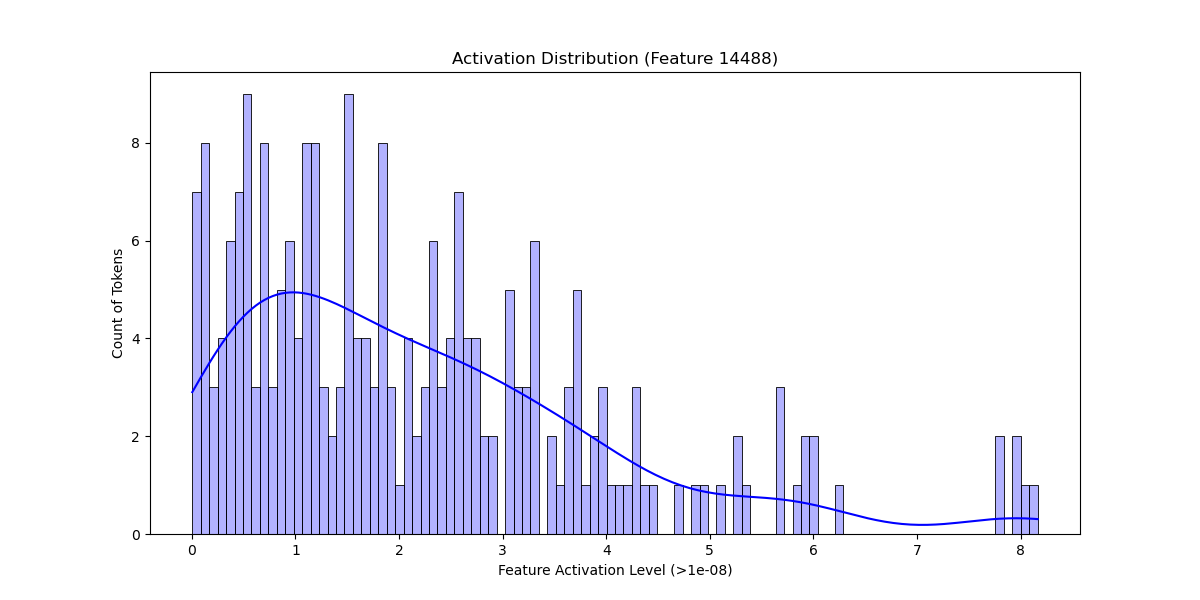 Activation Distribution (Feature 14488)
Count of Tokens
8
6
4
2
0
0 1 2 3 4 5 6 7 8
Feature Activation Level (>1e-08)